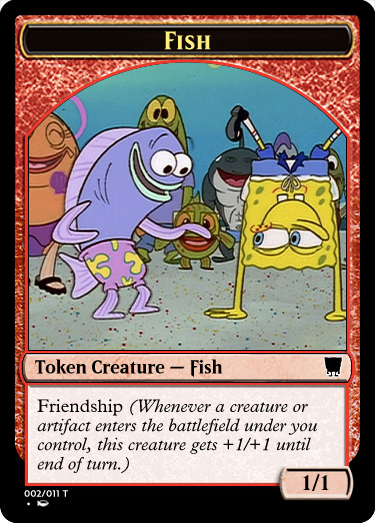 Fish
Token Creature — Fish
Friendship (Whenever a creature or
artifact enters the battlefield under you
control, this creature gets +1/+1 until
end of turn.)
1/1
002/011 T